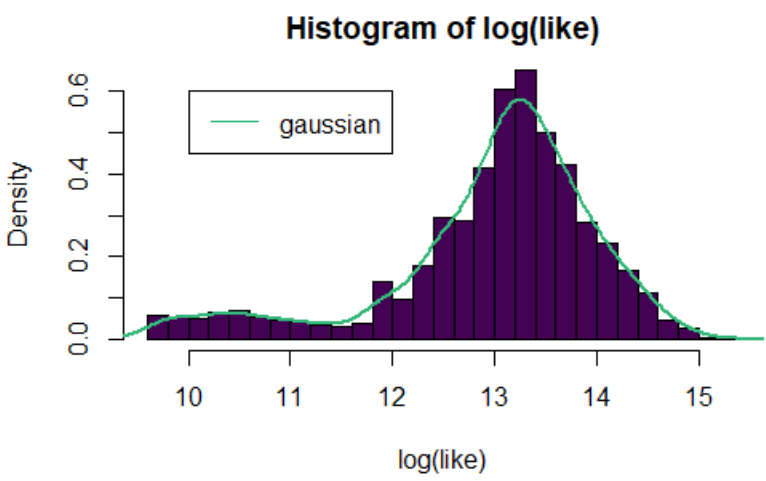 Histogram of log(like)
gaussian
Density
0.0
0.2
0.4
0.6
10 11 12 13 14 15
log(like)